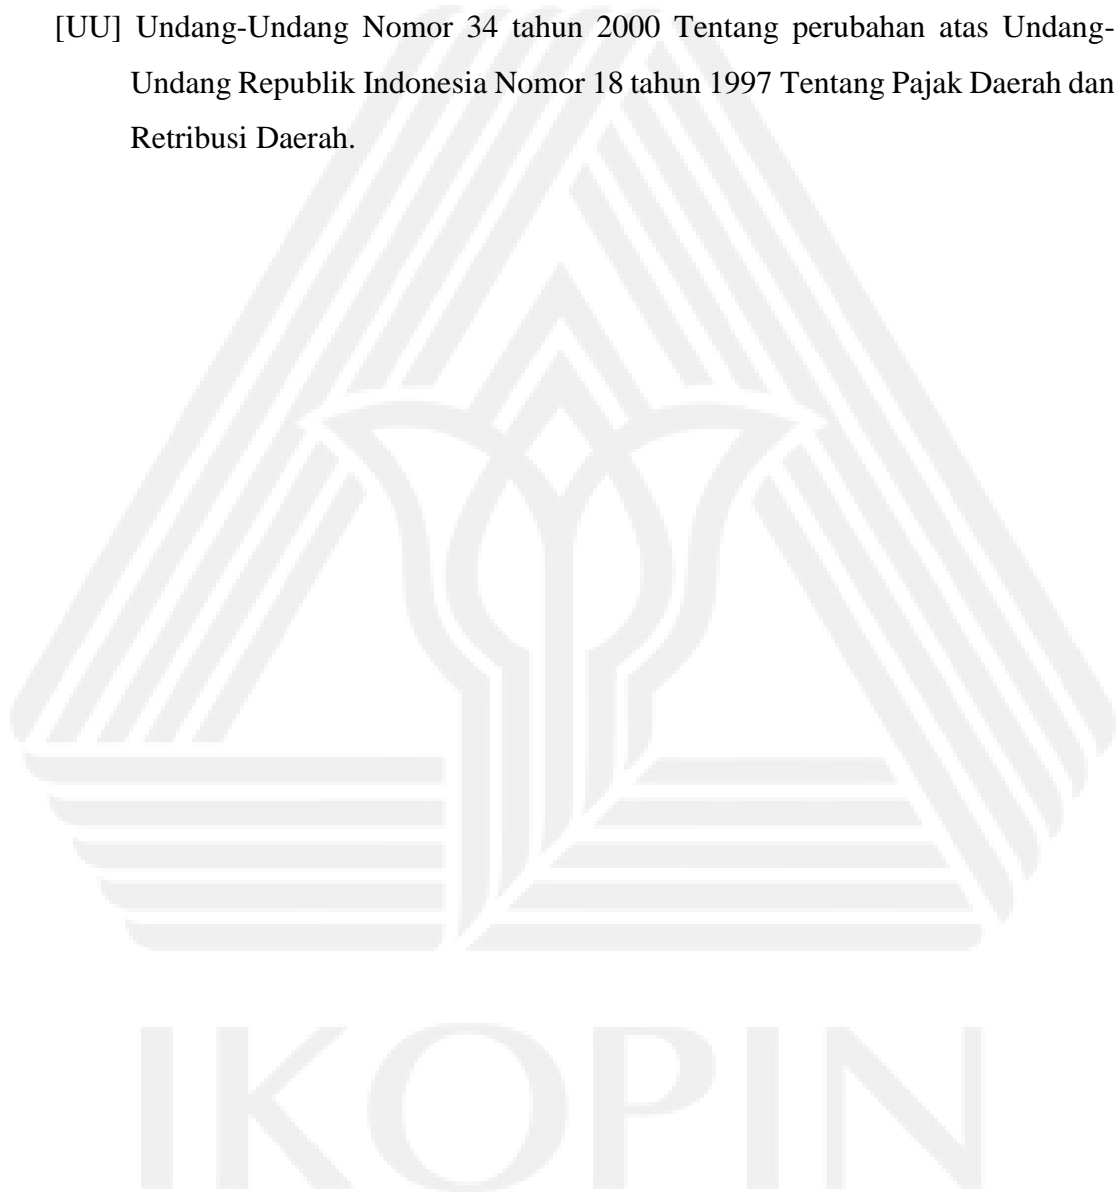 [UU] Undang-Undang Nomor 34 tahun 2000 Tentang perubahan atas Undang-
Undang Republik Indonesia Nomor 18 tahun 1997 Tentang Pajak Daerah dan
Retribusi Daerah.
IKOPIN